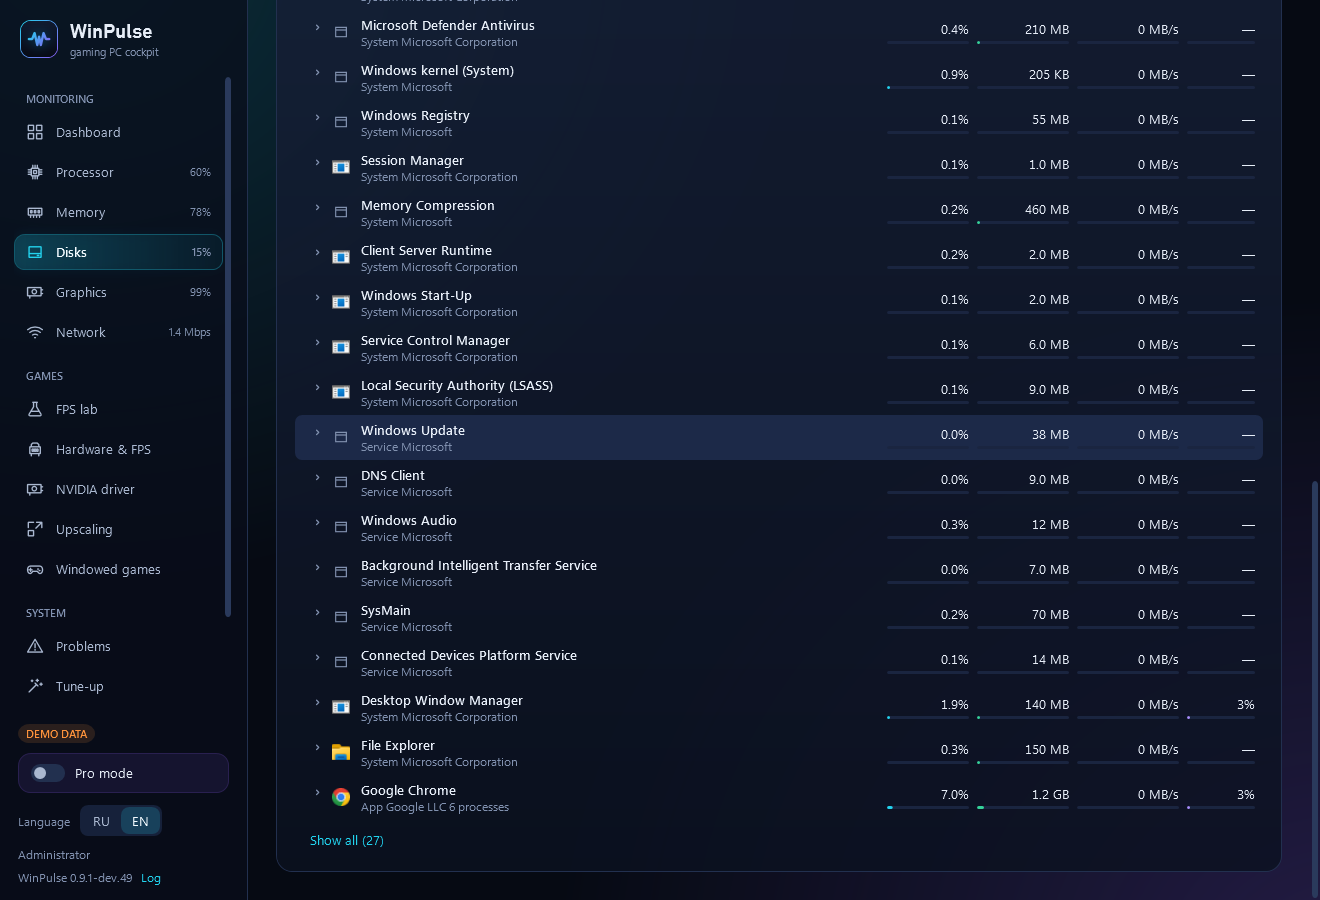 WinPulse
gaming PC cockpit
MONITORING
Dashboard
Processor 60%
Memory 78%
Disks 15%
Graphics 99%
Network 1.4 Mbps
GAMES
FPS lab
Hardware & FPS
NVIDIA driver
Upscaling
Windowed games
SYSTEM
Problems
Tune-up
DEMO DATA
Pro mode
Language RU EN
Administrator
WinPulse 0.9.1-dev.49 Log
Microsoft Defender Antivirus 0.4% 210 MB 0 MB/s —
System Microsoft Corporation
Windows kernel (System) 0.9% 205 KB 0 MB/s —
System Microsoft
Windows Registry 0.1% 55 MB 0 MB/s —
System Microsoft
Session Manager 0.1% 1.0 MB 0 MB/s —
System Microsoft Corporation
Memory Compression 0.2% 460 MB 0 MB/s —
System Microsoft
Client Server Runtime 0.2% 2.0 MB 0 MB/s —
System Microsoft Corporation
Windows Start-Up 0.1% 2.0 MB 0 MB/s —
System Microsoft Corporation
Service Control Manager 0.1% 6.0 MB 0 MB/s —
System Microsoft Corporation
Local Security Authority (LSASS) 0.1% 9.0 MB 0 MB/s —
System Microsoft Corporation
Windows Update 0.0% 38 MB 0 MB/s —
Service Microsoft
DNS Client 0.0% 9.0 MB 0 MB/s —
Service Microsoft
Windows Audio 0.3% 12 MB 0 MB/s —
Service Microsoft
Background Intelligent Transfer Service 0.0% 7.0 MB 0 MB/s —
Service Microsoft
SysMain 0.2% 70 MB 0 MB/s —
Service Microsoft
Connected Devices Platform Service 0.1% 14 MB 0 MB/s —
Service Microsoft
Desktop Window Manager 1.9% 140 MB 0 MB/s 3%
System Microsoft Corporation
File Explorer 0.3% 150 MB 0 MB/s —
System Microsoft Corporation
Google Chrome 7.0% 1.2 GB 0 MB/s 3%
App Google LLC 6 processes
Show all (27)